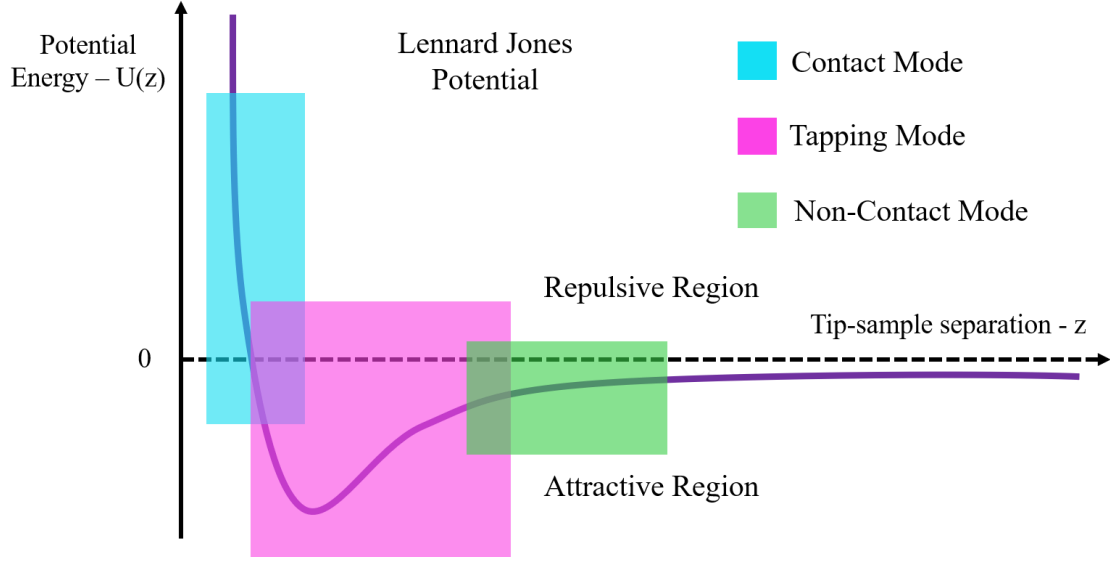 Potential
Energy – U(z)
Lennard Jones
Potential
Contact Mode
Tapping Mode
Non-Contact Mode
Repulsive Region
Tip-sample separation - z
0
Attractive Region